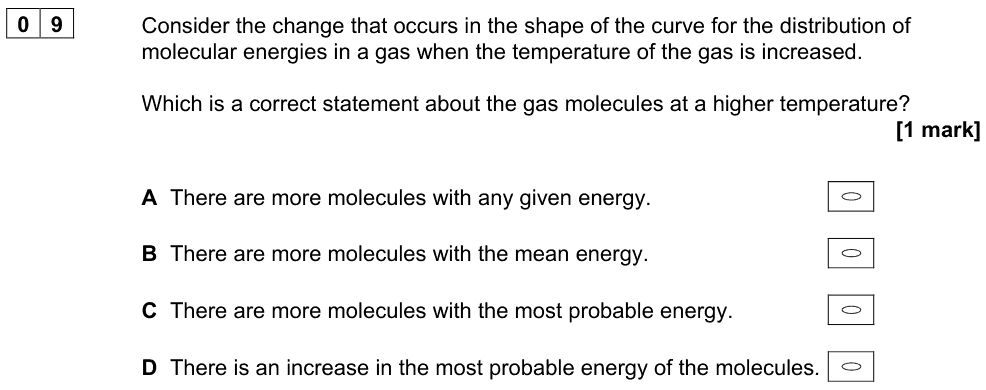 0 9
Consider the change that occurs in the shape of the curve for the distribution of
molecular energies in a gas when the temperature of the gas is increased.
Which is a correct statement about the gas molecules at a higher temperature?
[1 mark]
A There are more molecules with any given energy.
B There are more molecules with the mean energy.
C There are more molecules with the most probable energy.
D There is an increase in the most probable energy of the molecules.